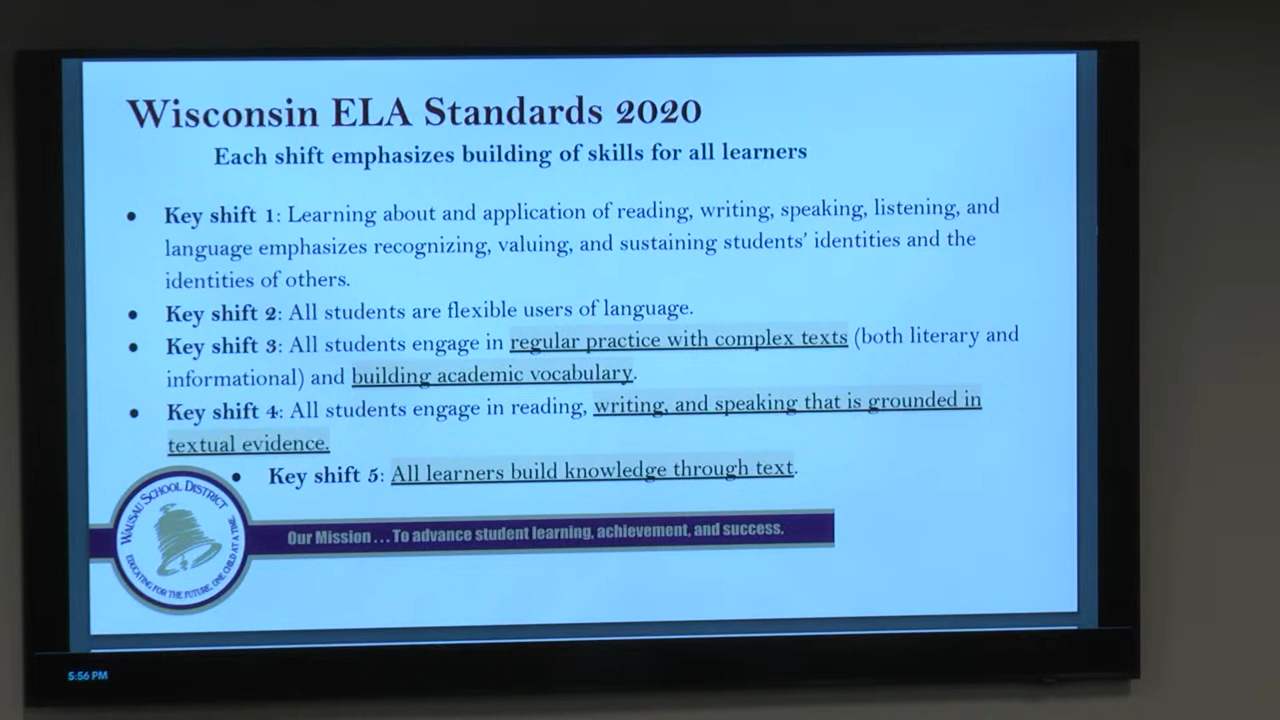 Wisconsin ELA Standards 2020
Each shift emphasizes building of skills for all learners
• Key shift 1: Learning about and application of reading, writing, speaking, listening, and
language emphasizes recognizing, valuing, and sustaining students' identities and the
identities of others.
• Key shift 2: All students are flexible users of language.
• Key shift 3: All students engage in regular practice with complex texts (both literary and
informational) and building academic vocabulary.
• Key shift 4: All students engage in reading, writing, and speaking that is grounded in
textual evidence.
• Key shift 5: All learners build knowledge through text.
WAUSAU SCHOOL DISTRICT
EDUCATING FOR THE FUTURE, ONE CHILD AT A TIME
Our Mission . . . To advance student learning, achievement, and success.
5:56 PM